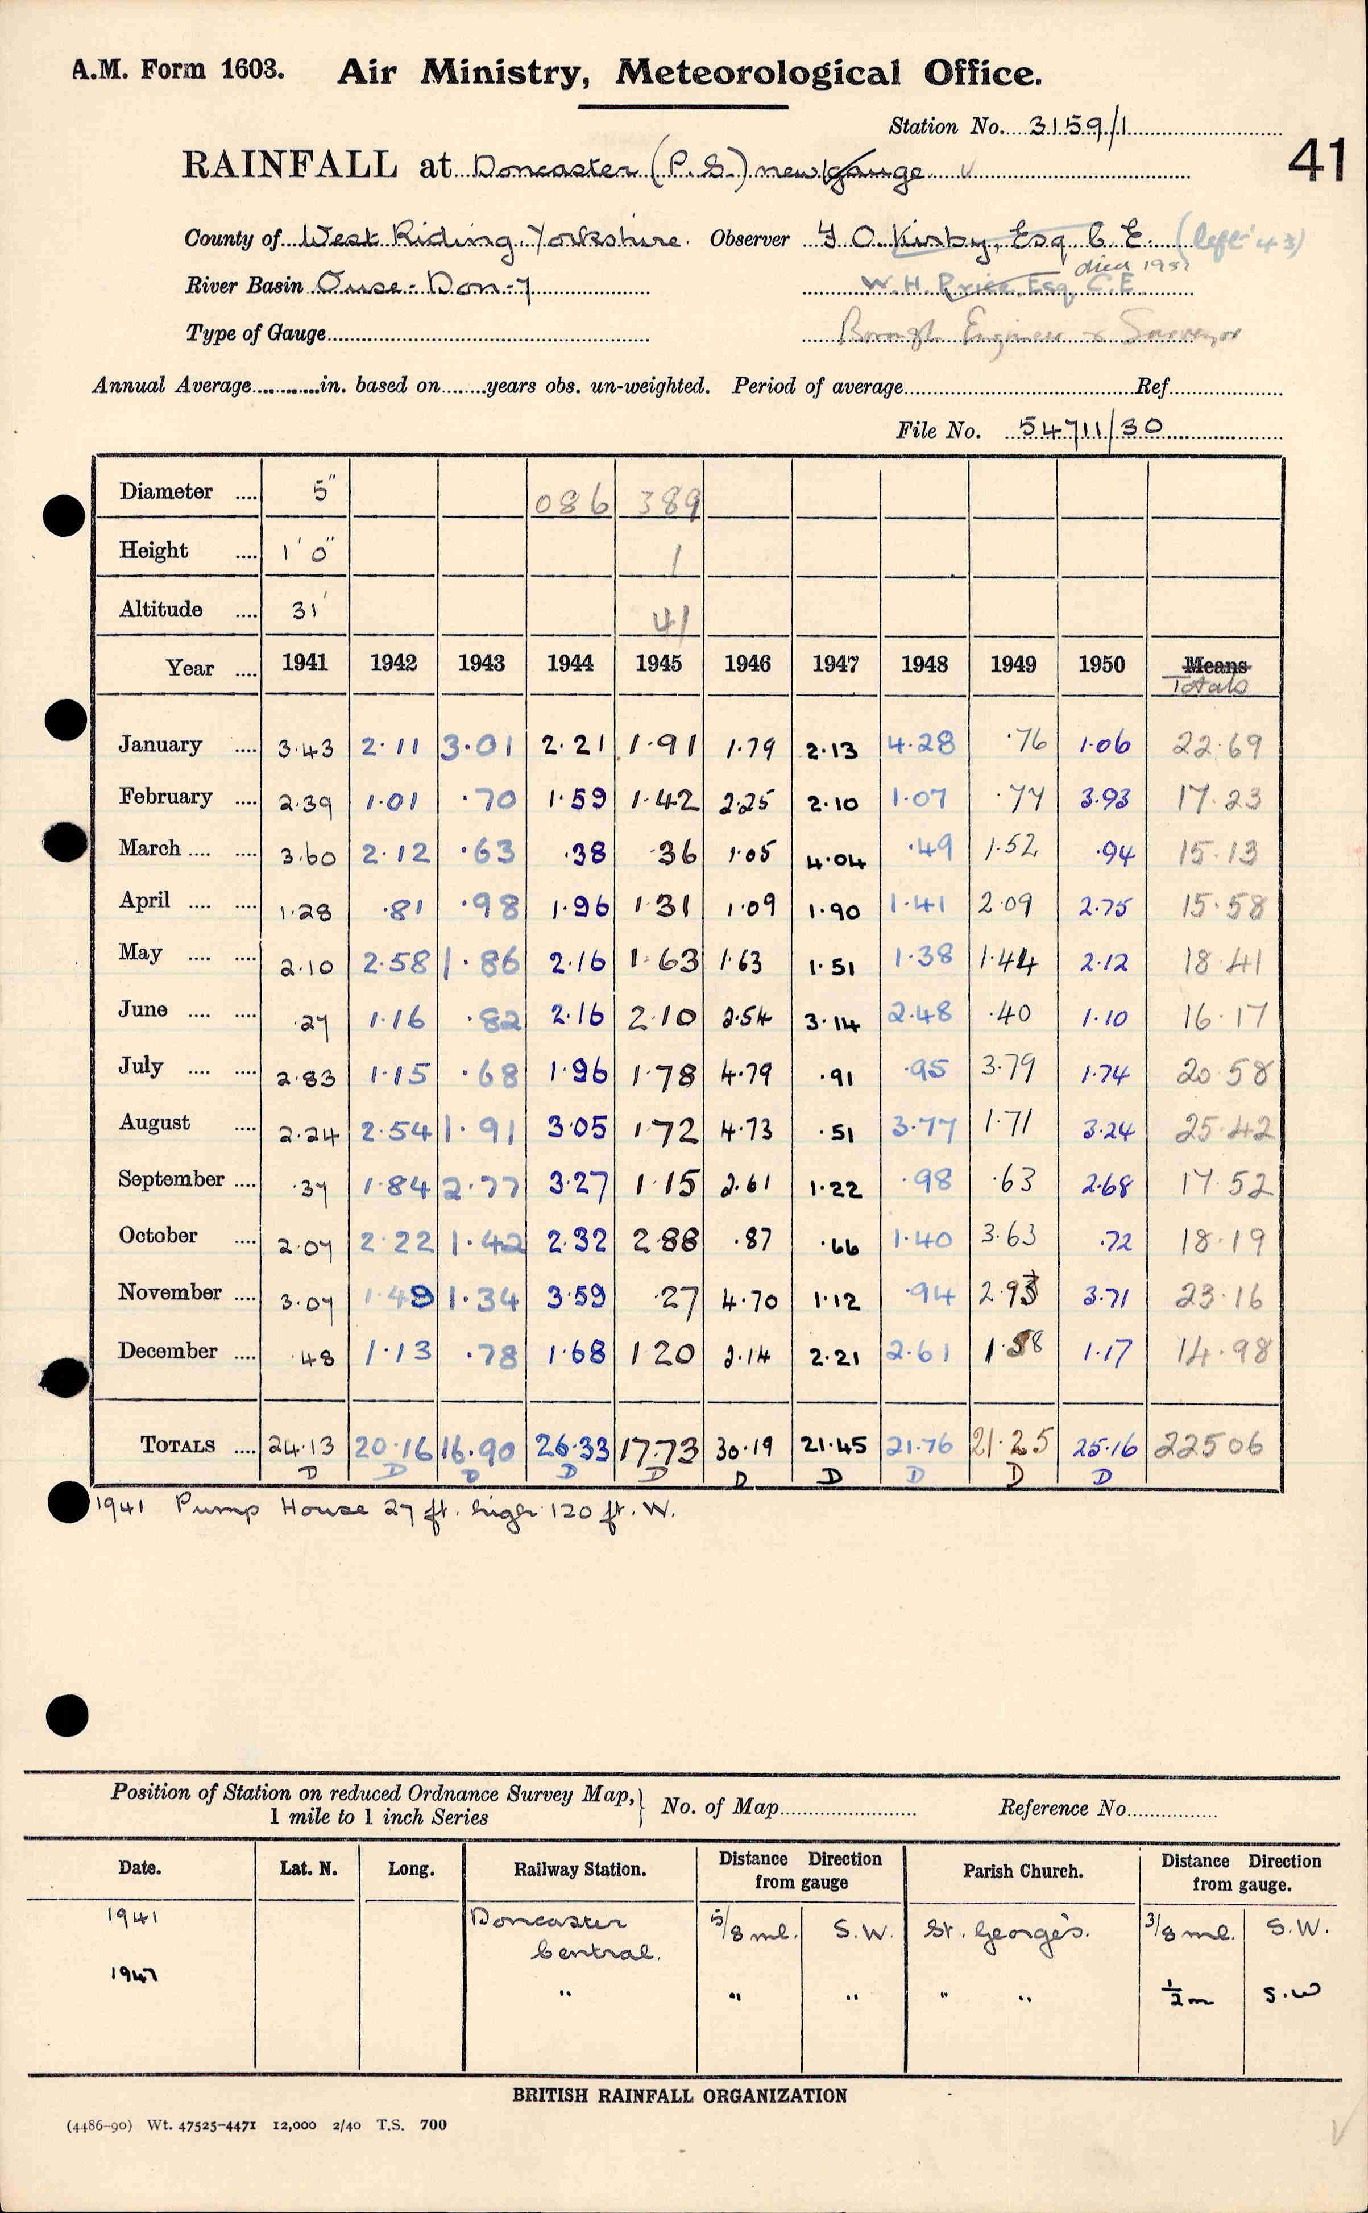 A.M. Form 1603. Air Ministry, Meteorological Office.
Station No. 3159/1
41
RAINFALL at Doncaster (P.S.) new gauge
County of West Riding, Yorkshire. Observer F O. Kirby, Esq C.E. (left 43)
died 1951
River Basin Ouse - Don-7 W.H. Price, Esq, C.E.
Type of Gauge Borough Engineer & Surveyor
Annual Average in. based on years obs. un-weighted. Period of average Ref
File No. 54711/30
Diameter 5" 086 389
Height 1' 0" 1
Altitude 31' 41
Year 1941 1942 1943 1944 1945 1946 1947 1948 1949 1950 Means
Totals
January 3.43 2.11 3.01 2.21 1.91 1.79 2.13 4.28 .76 1.06 22.69
February 2.39 1.01 .70 1.59 1.42 2.25 2.10 1.07 .77 3.93 17.23
March 3.60 2.12 .63 .38 .36 1.05 4.04 .49 1.52 .94 15.13
April 1.28 .81 .98 1.96 1.31 1.09 1.90 1.41 2.09 2.75 15.58
May 2.10 2.58 1.86 2.16 1.63 1.63 1.51 1.38 1.44 2.12 18.41
June .27 1.16 .82 2.16 2.10 2.54 3.14 2.48 .40 1.10 16.17
July 2.83 1.15 .68 1.96 1.78 4.79 .91 .95 3.79 1.74 20.58
August 2.24 2.54 1.91 3.05 1.72 4.73 .51 3.77 1.71 3.24 25.42
September .37 1.84 2.77 3.27 1.15 2.61 1.22 .98 .63 2.68 17.52
October 2.07 2.22 1.42 2.32 2.88 .87 .66 1.40 3.63 .72 18.19
November 3.07 1.49 1.34 3.59 .27 4.70 1.12 .94 2.93 3.71 23.16
December .48 1.13 .78 1.68 1.20 2.14 2.21 2.61 1.58 1.17 14.98
TOTALS 24.13 20.16 16.90 26.33 17.73 30.19 21.45 21.76 21.25 25.16 225.06
D D D D D D D D D D
1941 Pump House 27 ft. high 120 ft. W.
Position of Station on reduced Ordnance Survey Map,} No. of Map Reference No.
1 mile to 1 inch Series
Date. Lat. N. Long. Railway Station. Distance from gauge Direction Parish Church. Distance from gauge. Direction
1941 Doncaster 5/8 ml. S.W. St. George's. 3/8 ml. S.W.
Central.
1947 " " " " " 1/2 m S.W
BRITISH RAINFALL ORGANIZATION
(4486-90) Wt. 47525-4471 12,000 2/40 T.S. 700